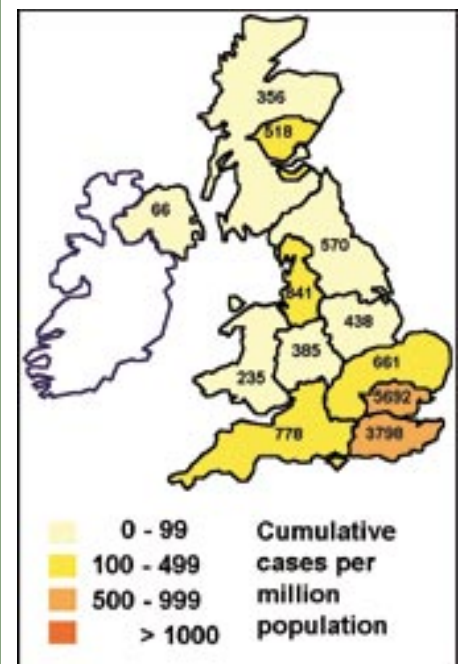 356
518
66
570
841
438
385
661
235
5692
778
3798
0 - 99
100 - 499
500 - 999
> 1000
Cumulative
cases per
million
population